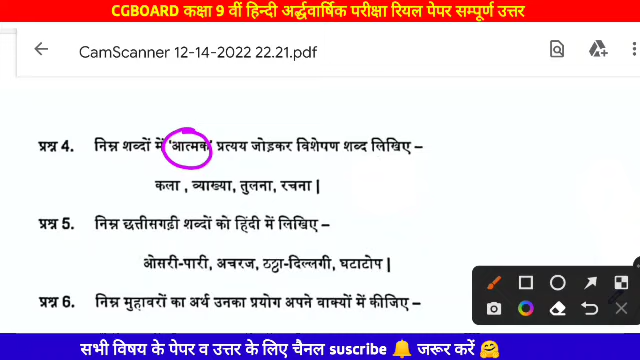 CGBOARD कक्षा 9 वीं हिन्दी अर्द्धवार्षिक परीक्षा रियल पेपर सम्पूर्ण उत्तर
CamScanner 12-14-2022 22.21.pdf
प्रश्न 4. निम्न शब्दों में 'आत्मक' प्रत्यय जोड़कर विशेषण शब्द लिखिए –
कला , व्याख्या, तुलना, रचना |
प्रश्न 5. निम्न छत्तीसगढ़ी शब्दों को हिंदी में लिखिए –
ओसरी-पारी, अचरज, ठठ्ठा-दिल्लगी, घटाटोप |
प्रश्न 6. निम्न मुहावरों का अर्थ उनका प्रयोग अपने वाक्यों में कीजिए –
सभी विषय के पेपर व उत्तर के लिए चैनल suscribe 🔔 जरूर करें 🤗